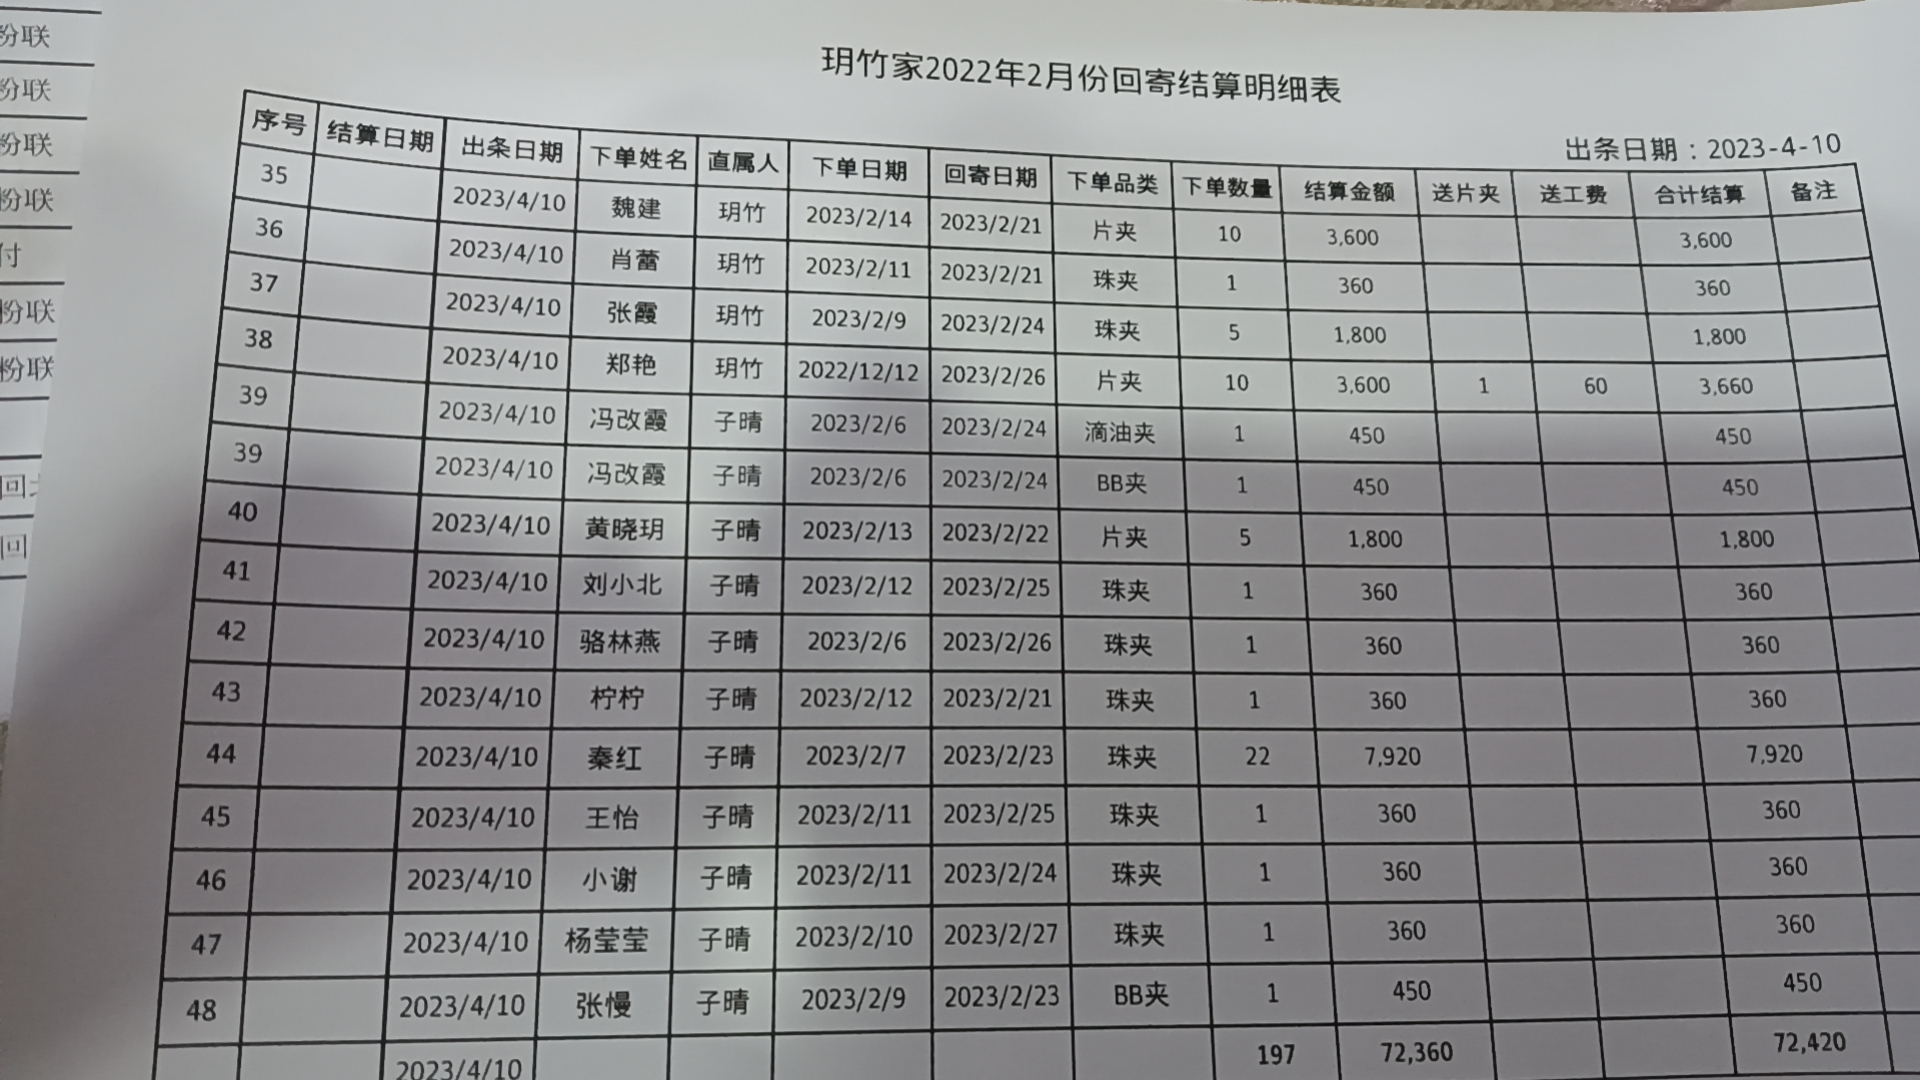 粉联
粉联
粉联
粉联
付
粉联
粉联
回
回
玥竹家2022年2月份回寄结算明细表
出条日期：2023-4-10
序号 结算日期 出条日期 下单姓名 直属人 下单日期 回寄日期 下单品类 下单数量 结算金额 送片夹 送工费 合计结算 备注
35 2023/4/10 魏建 玥竹 2023/2/14 2023/2/21 片夹 10 3,600 3,600
36 2023/4/10 肖蕾 玥竹 2023/2/11 2023/2/21 珠夹 1 360 360
37 2023/4/10 张霞 玥竹 2023/2/9 2023/2/24 珠夹 5 1,800 1,800
38 2023/4/10 郑艳 玥竹 2022/12/12 2023/2/26 片夹 10 3,600 1 60 3,660
39 2023/4/10 冯改霞 子晴 2023/2/6 2023/2/24 滴油夹 1 450 450
39 2023/4/10 冯改霞 子晴 2023/2/6 2023/2/24 BB夹 1 450 450
40 2023/4/10 黄晓玥 子晴 2023/2/13 2023/2/22 片夹 5 1,800 1,800
41 2023/4/10 刘小北 子晴 2023/2/12 2023/2/25 珠夹 1 360 360
42 2023/4/10 骆林燕 子晴 2023/2/6 2023/2/26 珠夹 1 360 360
43 2023/4/10 柠柠 子晴 2023/2/12 2023/2/21 珠夹 1 360 360
44 2023/4/10 秦红 子晴 2023/2/7 2023/2/23 珠夹 22 7,920 7,920
45 2023/4/10 王怡 子晴 2023/2/11 2023/2/25 珠夹 1 360 360
46 2023/4/10 小谢 子晴 2023/2/11 2023/2/24 珠夹 1 360 360
47 2023/4/10 杨莹莹 子晴 2023/2/10 2023/2/27 珠夹 1 360 360
48 2023/4/10 张慢 子晴 2023/2/9 2023/2/23 BB夹 1 450 450
2023/4/10 197 72,360 72,420